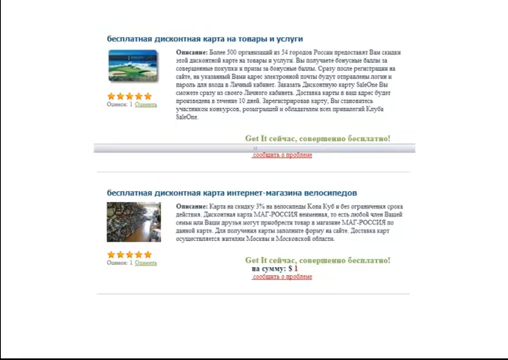 бесплатная дисконтная карта на товары и услуги
Описание: Более 500 организаций из 54 городов России предоставят Вам скидки
этой дисконтной карте на товары и услуги. Вы получаете бонусные баллы за
совершенные покупки и призы за бонусные баллы. Сразу после регистрации на
сайте, на указанный Вами адрес электронной почты будут отправлены логин и
пароль для входа в Личный кабинет. Заказать Дисконтную карту SaleOne Вы
сможете сразу из своего Личного кабинета. Доставка карты в ваш адрес будет
произведена в течение 10 дней. Зарегистрировав карту, Вы становитесь
участником конкурсов, розыгрышей и обладателем всех привилегий Клуба
SaleOne.
Оценок: 1 Оценить
Get It сейчас, совершенно бесплатно!
сообщить о проблеме
бесплатная дисконтная карта интернет-магазина велосипедов
Описание: Карта на скидку 3% на велосипеды Кона Куб и без ограничения срока
действия. Дисконтная карта МАГ-РОССИЯ неименная, то есть любой член Вашей
семьи или Ваши друзья могут приобрести товар в магазине МАГ-РОССИЯ по
данной карте. Для получения карты заполните форму на сайте. Доставка карт
осуществляется жителям Москвы и Московской области.
Оценок: 1 Оценить
Get It сейчас, совершенно бесплатно!
на сумму: $ 1
сообщить о проблеме